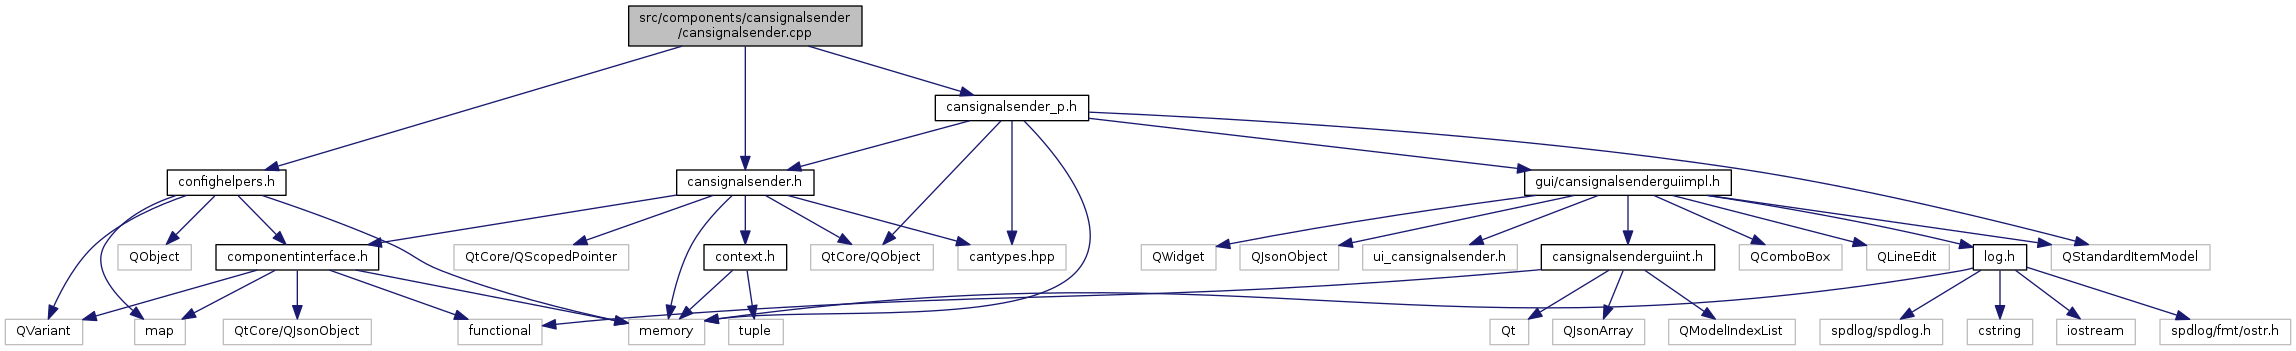 src/components/cansignalsender
/cansignalsender.cpp
cansignalsender_p.h
confighelpers.h
cansignalsender.h
gui/cansignalsenderguiimpl.h
QObject
componentinterface.h
QtCore/QScopedPointer
context.h
QtCore/QObject
cantypes.hpp
QWidget
QJsonObject
ui_cansignalsender.h
cansignalsenderguiint.h
QComboBox
QLineEdit
log.h
QStandardItemModel
QVariant
map
QtCore/QJsonObject
functional
memory
tuple
Qt
QJsonArray
QModelIndexList
spdlog/spdlog.h
cstring
iostream
spdlog/fmt/ostr.h